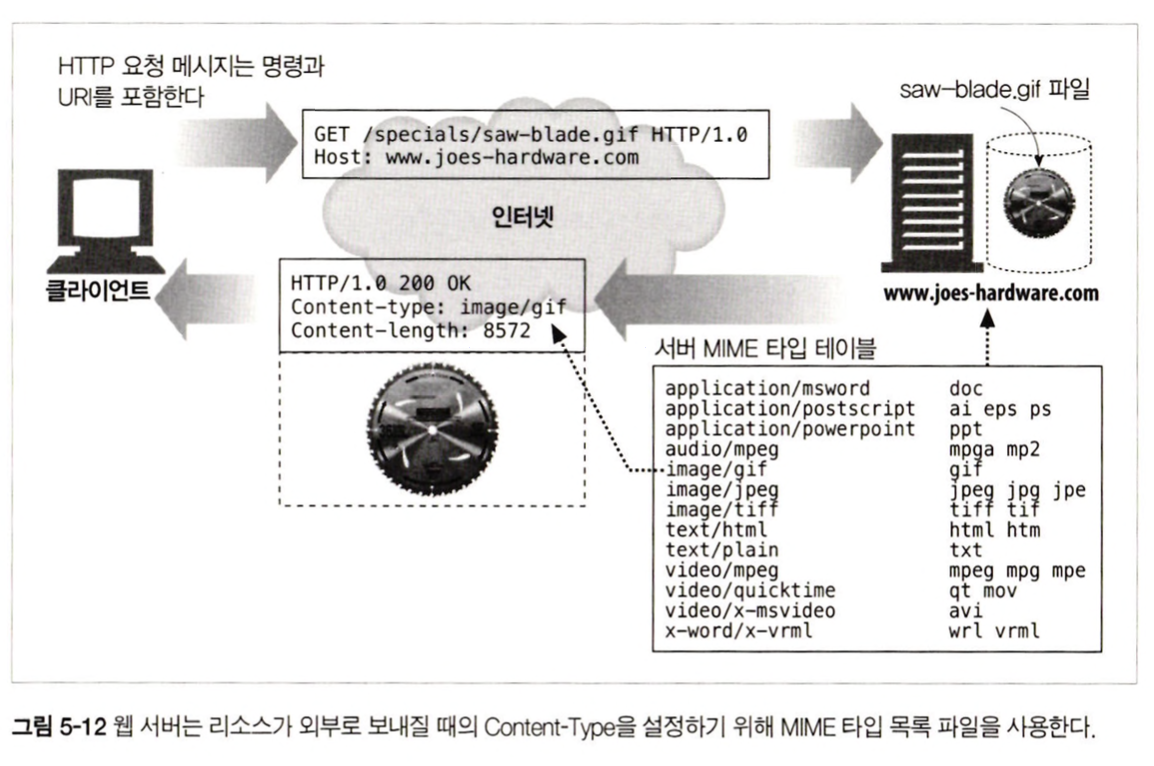 HTTP 요청 메시지는 명령과
URI를 포함한다
saw-blade.gif 파일
GET /specials/saw-blade.gif HTTP/1.0
Host: www.joes-hardware.com
인터넷
클라이언트
www.joes-hardware.com
HTTP/1.0 200 OK
Content-type: image/gif
Content-length: 8572
서버 MIME 타입 테이블
application/msword doc
application/postscript ai eps ps
application/powerpoint ppt
audio/mpeg mpga mp2
image/gif gif
image/jpeg jpeg jpg jpe
image/tiff tiff tif
text/html html htm
text/plain txt
video/mpeg mpeg mpg mpe
video/quicktime qt mov
video/x-msvideo avi
x-word/x-vrml wrl vrml
그림 5-12 웹 서버는 리소스가 외부로 보내질 때의 Content-Type을 설정하기 위해 MIME 타입 목록 파일을 사용한다.